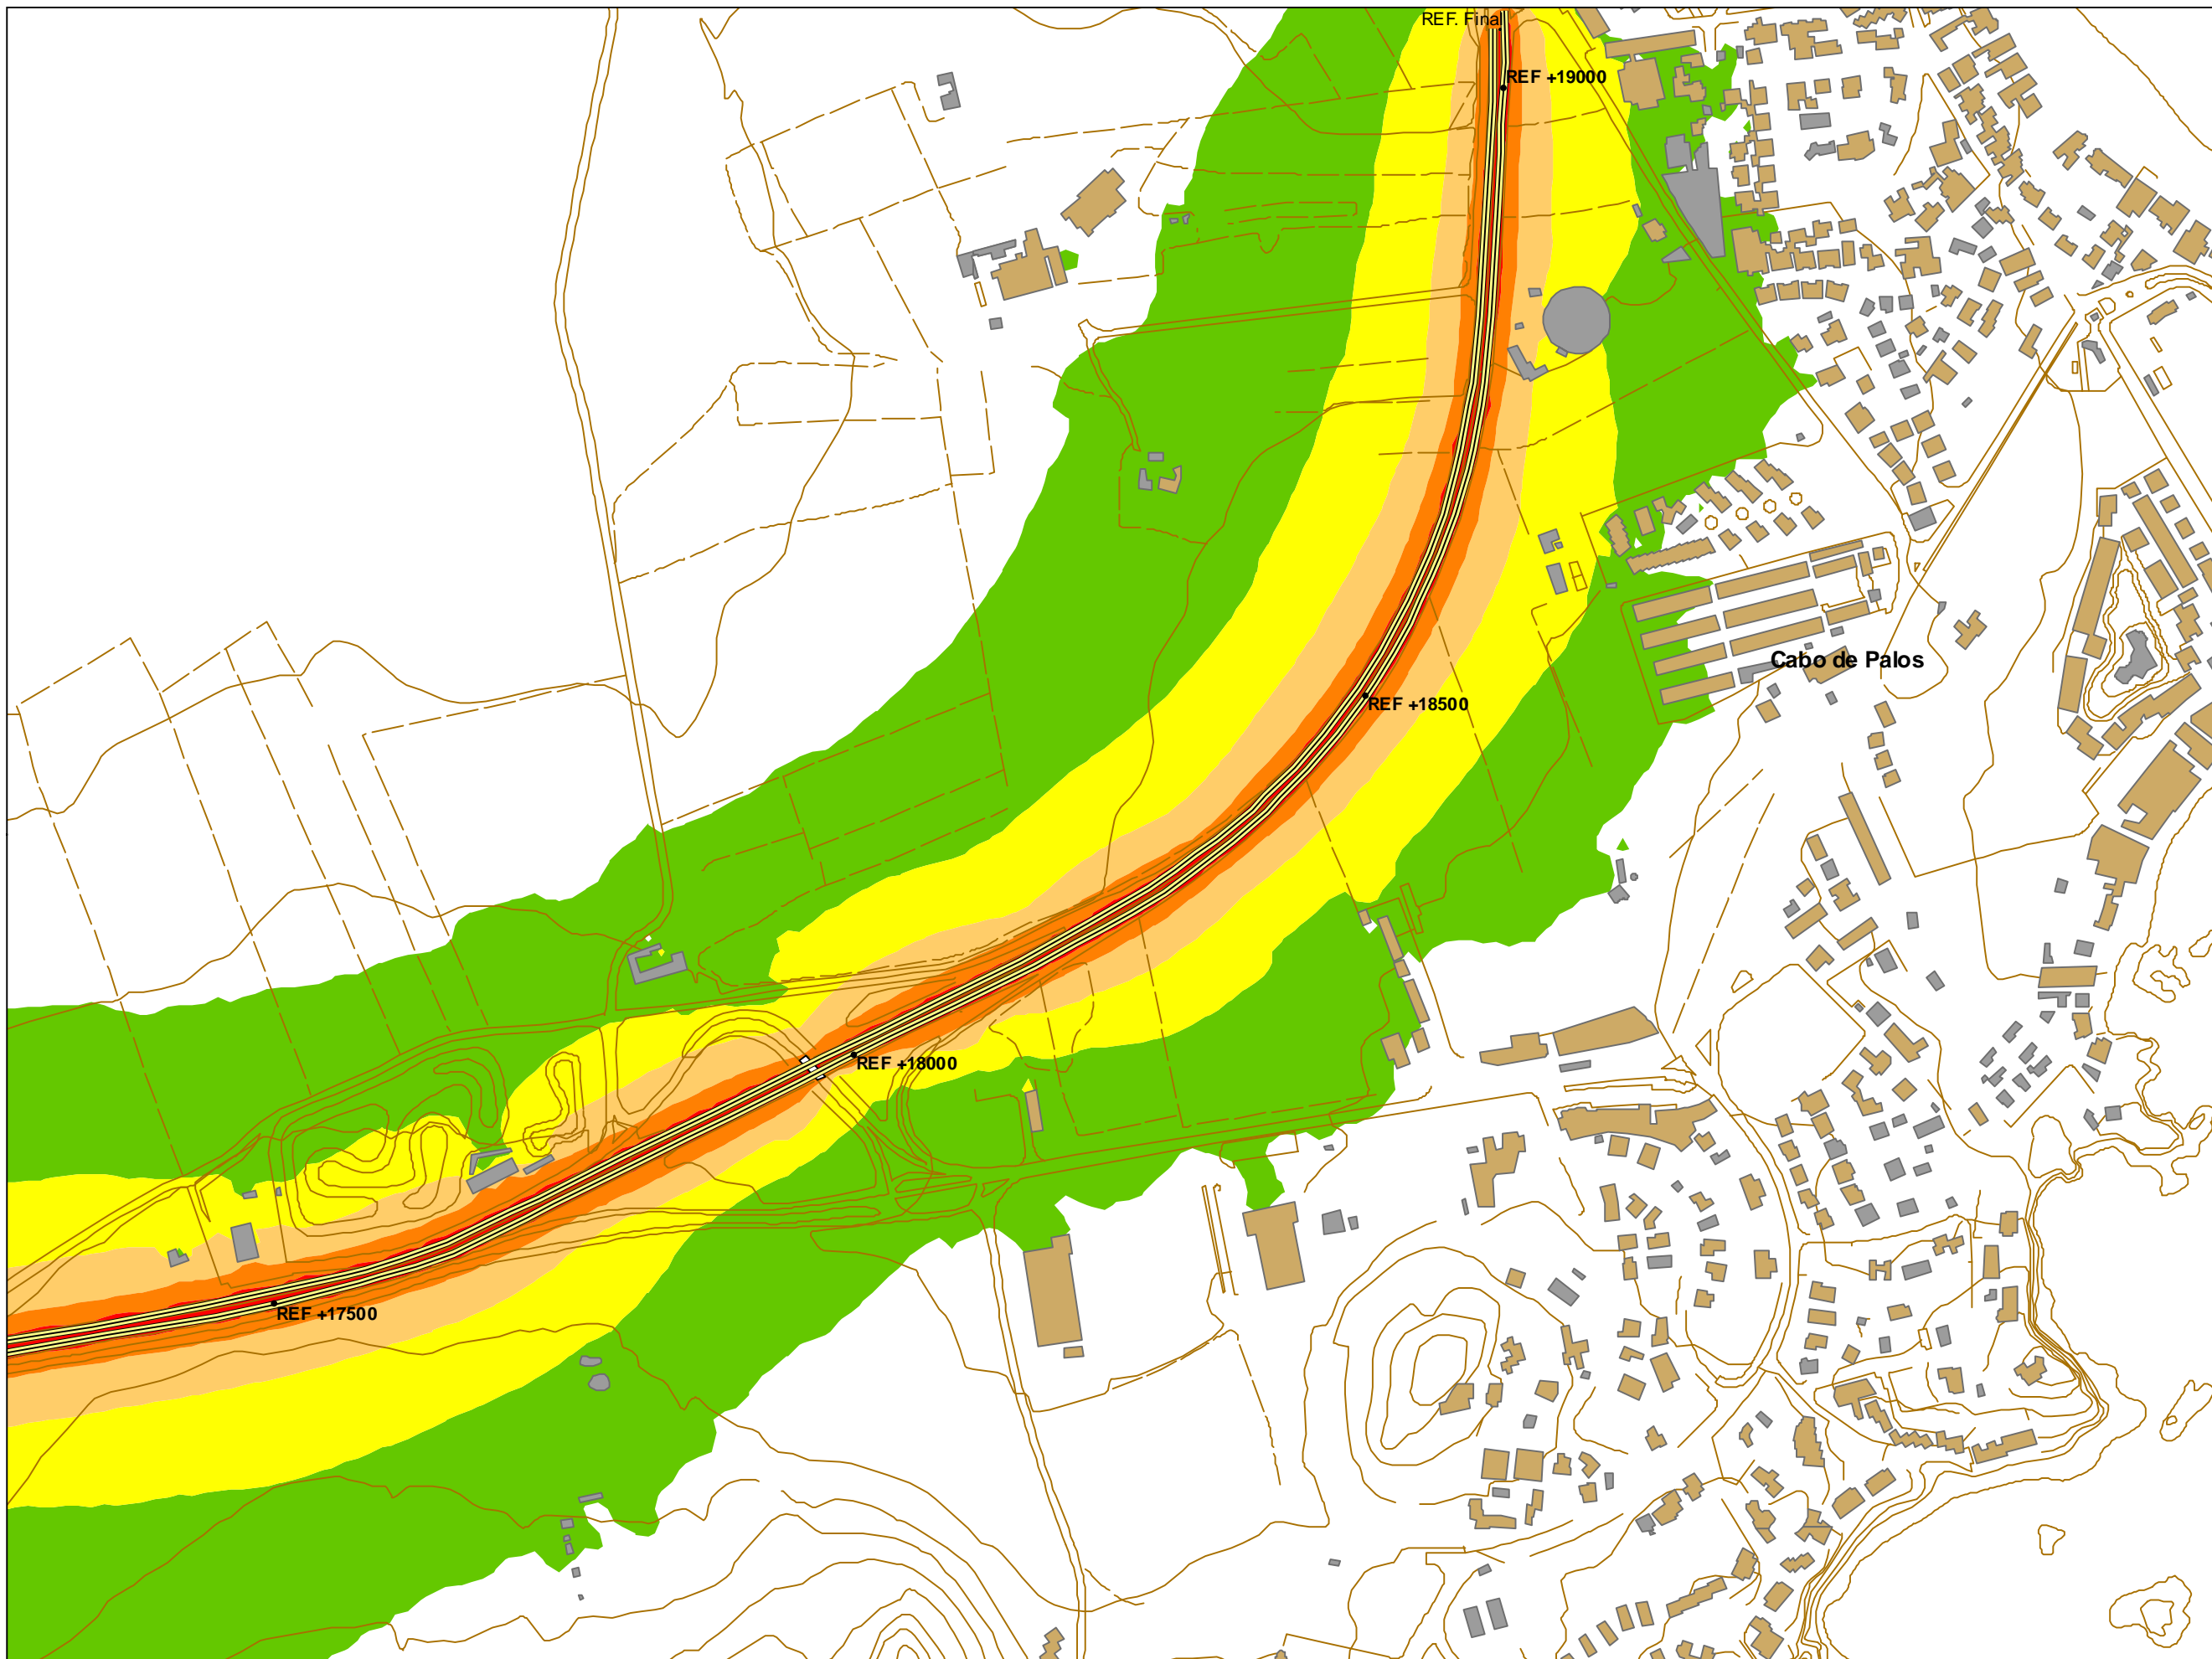 REF. Final
REF +19000
Cabo de Palos
REF +18500
REF +18000
REF +17500